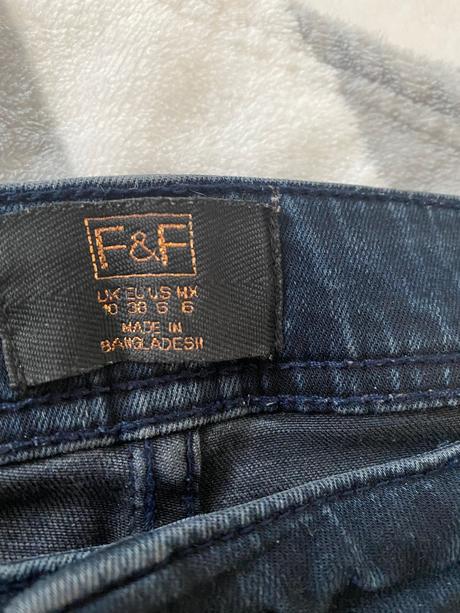 F&F
UK EU US MX
10 38 6 6
MADE IN
BANGLADESH